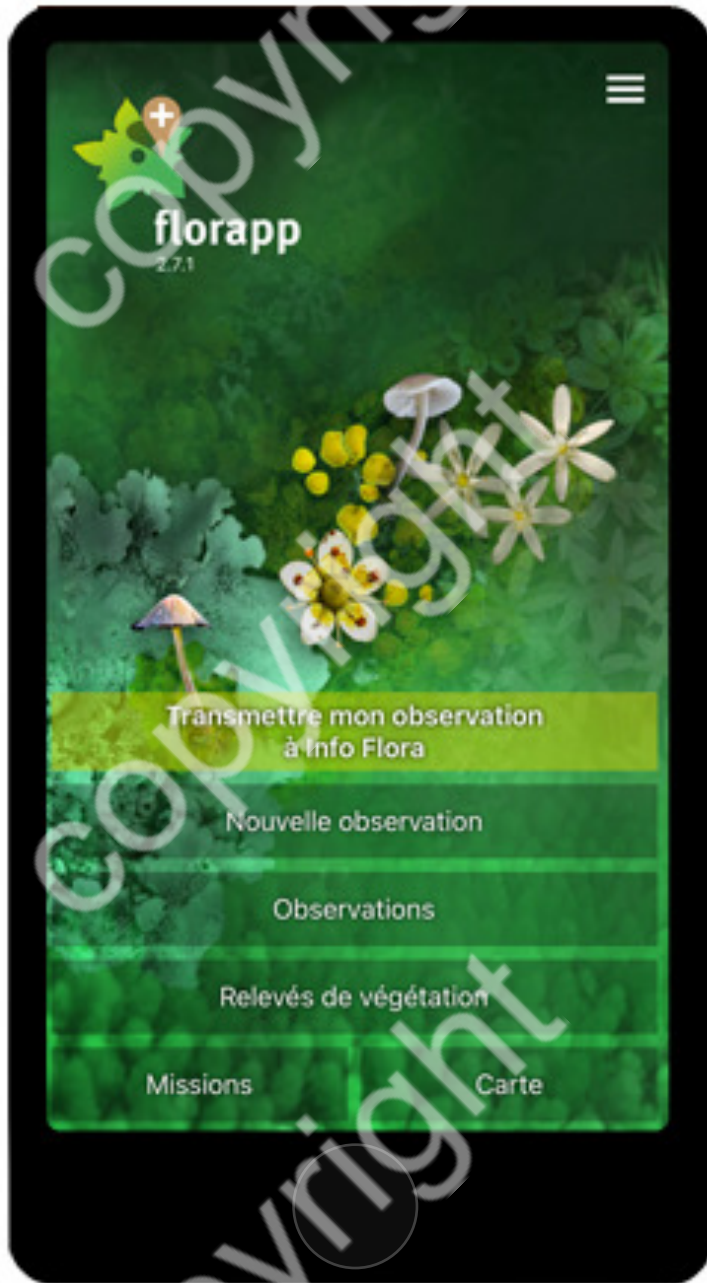 copyright
florapp
2.7.1
copyright
Transmettre mon observation
à Info Flora
Nouvelle observation
Observations
Relevés de végétation
Missions Carte
copyright